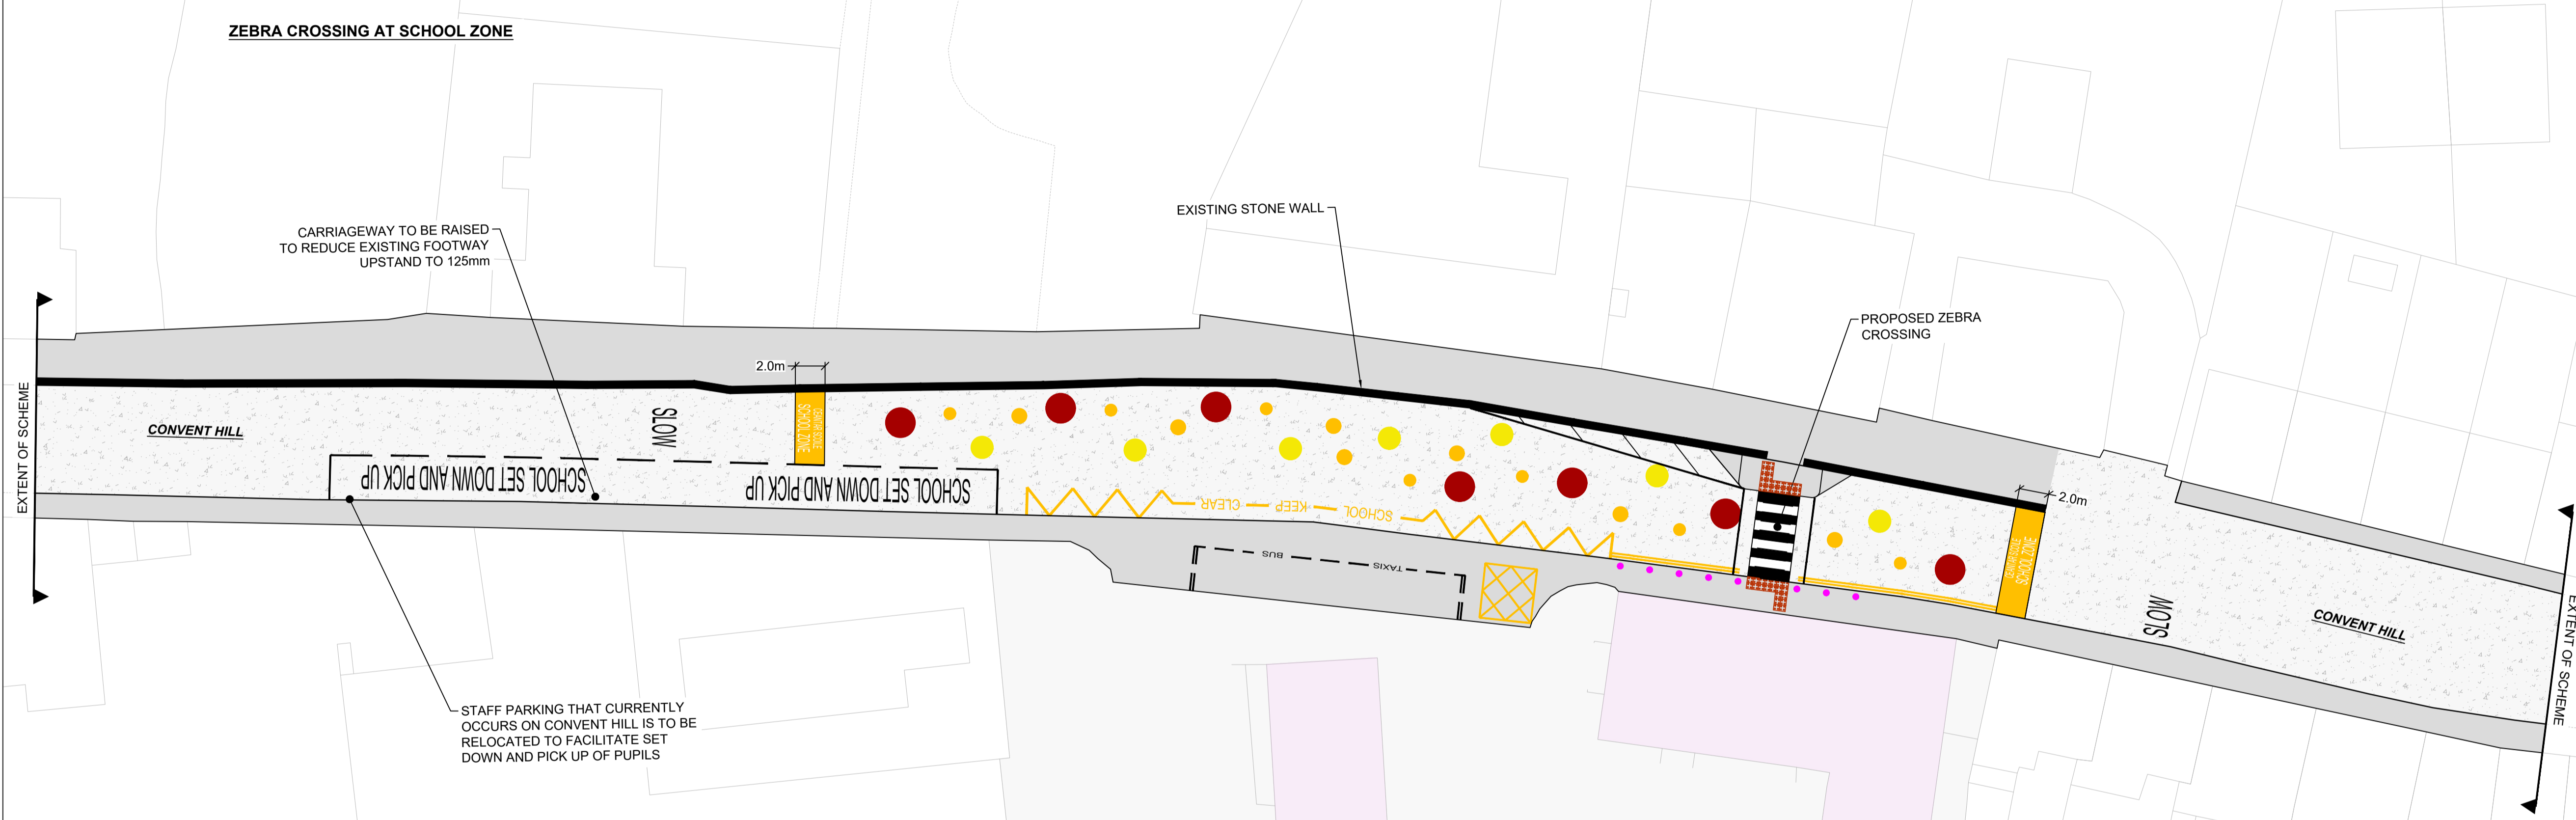 ZEBRA CROSSING AT SCHOOL ZONE
CARRIAGEWAY TO BE RAISED
TO REDUCE EXISTING FOOTWAY
UPSTAND TO 125mm
EXISTING STONE WALL
PROPOSED ZEBRA
CROSSING
2.0m
2.0m
EXTENT OF SCHEME
CONVENT HILL
SLOW
SCHOOL ZONE
SCHOOL SET DOWN AND PICK UP
SCHOOL SET DOWN AND PICK UP
SCHOOL KEEP CLEAR
BUS
TAXIS
SCHOOL ZONE
SLOW
CONVENT HILL
EXTENT OF SCHEME
STAFF PARKING THAT CURRENTLY
OCCURS ON CONVENT HILL IS TO BE
RELOCATED TO FACILITATE SET
DOWN AND PICK UP OF PUPILS